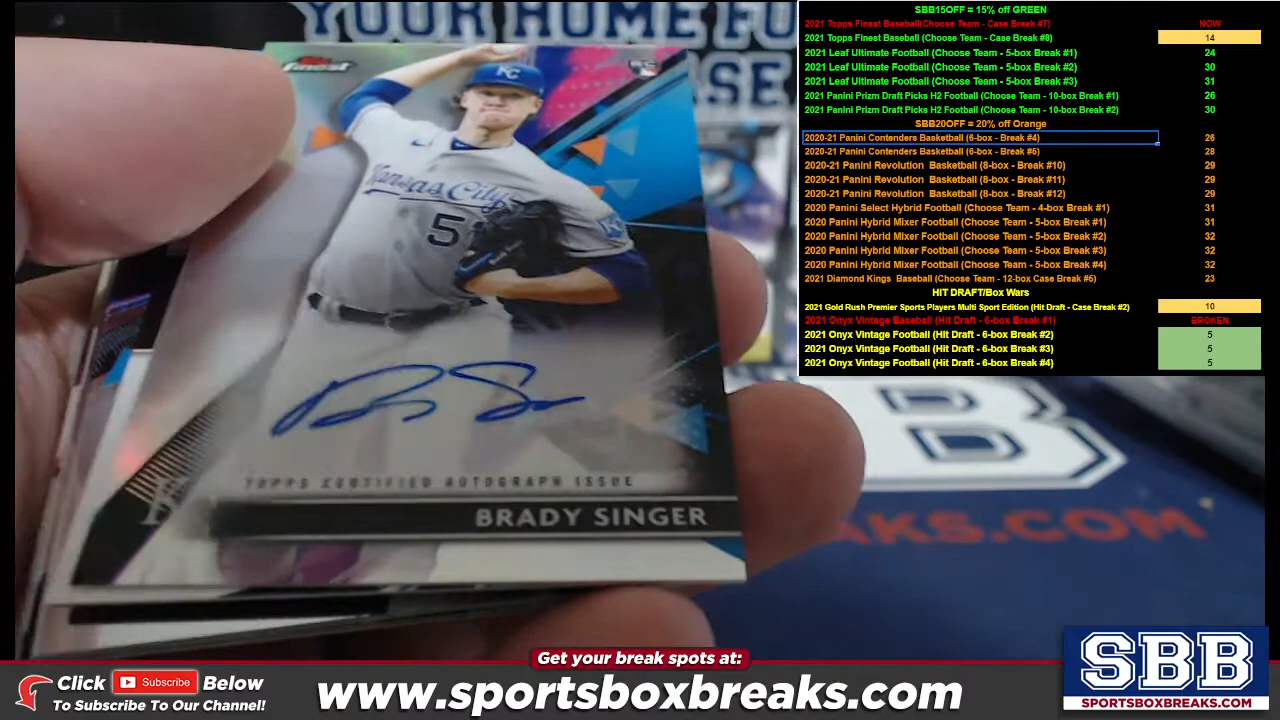 YOUR HOME FOR
CASE
finest
RC
KC
Kansas City
5
TOPPS CERTIFIED AUTOGRAPH ISSUE
BRADY SINGER
B
AKS.COM
SBB15OFF = 15% off GREEN
2021 Topps Finest Baseball(Choose Team - Case Break #7) NOW
2021 Topps Finest Baseball (Choose Team - Case Break #8) 14
2021 Leaf Ultimate Football (Choose Team - 5-box Break #1) 24
2021 Leaf Ultimate Football (Choose Team - 5-box Break #2) 30
2021 Leaf Ultimate Football (Choose Team - 5-box Break #3) 31
2021 Panini Prizm Draft Picks H2 Football (Choose Team - 10-box Break #1) 26
2021 Panini Prizm Draft Picks H2 Football (Choose Team - 10-box Break #2) 30
SBB20OFF = 20% off Orange
2020-21 Panini Contenders Basketball (6-box - Break #4) 26
2020-21 Panini Contenders Basketball (6-box - Break #5) 28
2020-21 Panini Revolution Basketball (8-box - Break #10) 29
2020-21 Panini Revolution Basketball (8-box - Break #11) 29
2020-21 Panini Revolution Basketball (8-box - Break #12) 29
2020 Panini Select Hybrid Football (Choose Team - 4-box Break #1) 31
2020 Panini Hybrid Mixer Football (Choose Team - 5-box Break #1) 31
2020 Panini Hybrid Mixer Football (Choose Team - 5-box Break #2) 32
2020 Panini Hybrid Mixer Football (Choose Team - 5-box Break #3) 32
2020 Panini Hybrid Mixer Football (Choose Team - 5-box Break #4) 32
2021 Diamond Kings Baseball (Choose Team - 12-box Case Break #6) 23
HIT DRAFT/Box Wars
2021 Gold Rush Premier Sports Players Multi Sport Edition (Hit Draft - Case Break #2) 10
2021 Onyx Vintage Baseball (Hit Draft - 6-box Break #1) BROKEN
2021 Onyx Vintage Football (Hit Draft - 6-box Break #2) 5
2021 Onyx Vintage Football (Hit Draft - 6-box Break #3) 5
2021 Onyx Vintage Football (Hit Draft - 6-box Break #4) 5
Get your break spots at:
Click Subscribe Below
To Subscribe To Our Channel!
www.sportsboxbreaks.com
SBB
SPORTSBOXBREAKS.COM